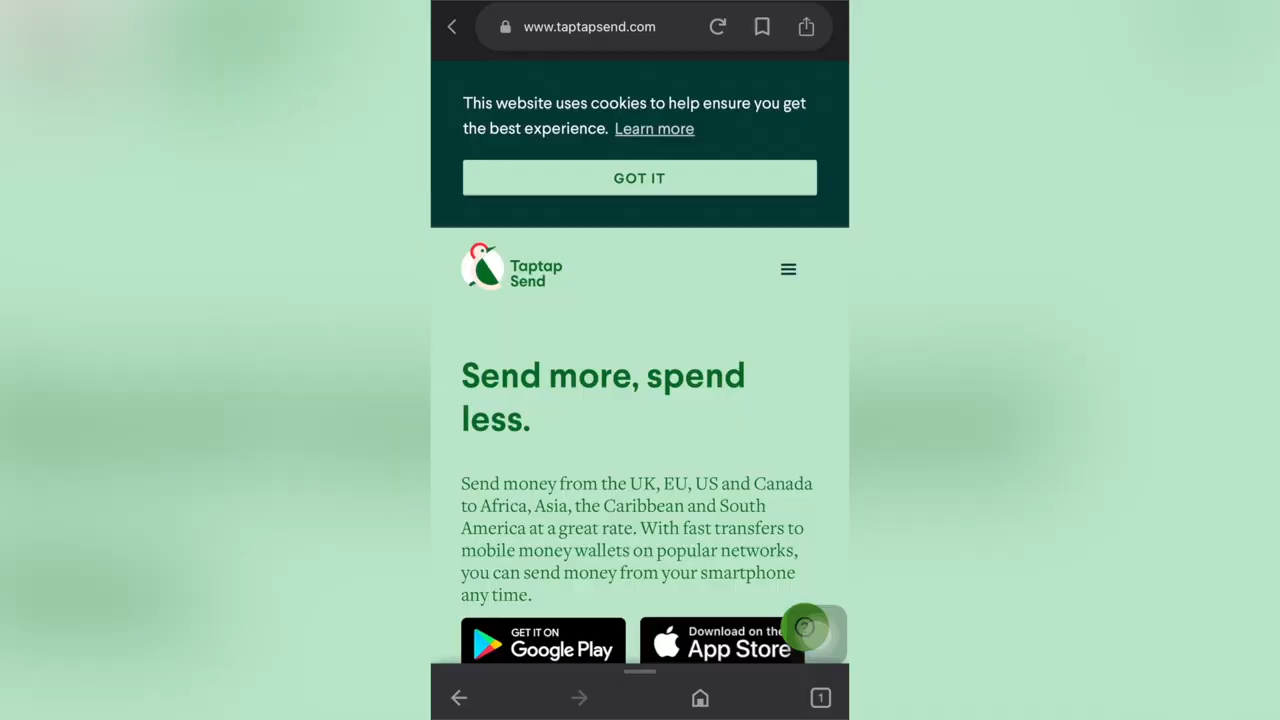 www.taptapsend.com
This website uses cookies to help ensure you get
the best experience. Learn more
GOT IT
Taptap
Send
Send more, spend
less.
Send money from the UK, EU, US and Canada
to Africa, Asia, the Caribbean and South
America at a great rate. With fast transfers to
mobile money wallets on popular networks,
you can send money from your smartphone
any time.
GET IT ON
Google Play
Download on the
App Store
?
1